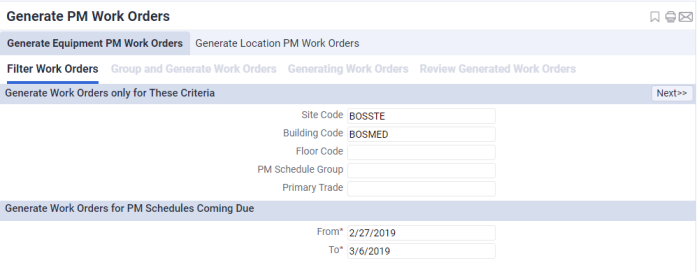 Generate PM Work Orders
Generate Equipment PM Work Orders Generate Location PM Work Orders
Filter Work Orders Group and Generate Work Orders Generating Work Orders Review Generated Work Orders
Generate Work Orders only for These Criteria Next>>
Site Code BOSSTE
Building Code BOSMED
Floor Code
PM Schedule Group
Primary Trade
Generate Work Orders for PM Schedules Coming Due
From* 2/27/2019
To* 3/6/2019